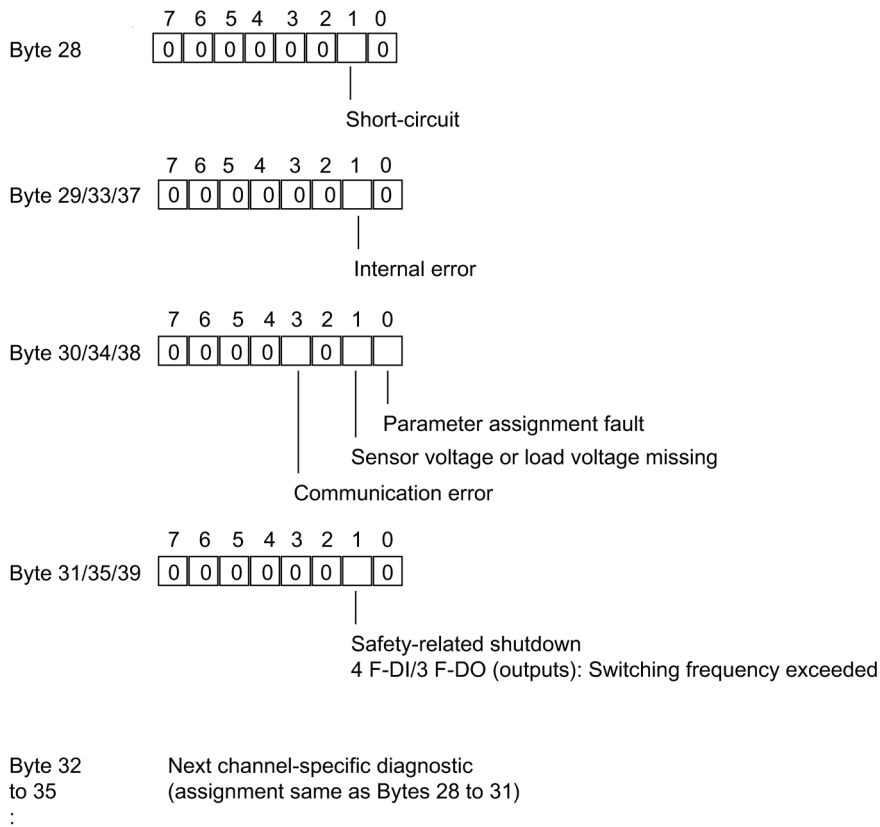 7 6 5 4 3 2 1 0
Byte 28 0 0 0 0 0 0 0
Short-circuit
7 6 5 4 3 2 1 0
Byte 29/33/37 0 0 0 0 0 0 0
Internal error
7 6 5 4 3 2 1 0
Byte 30/34/38 0 0 0 0 0
Parameter assignment fault
Sensor voltage or load voltage missing
Communication error
7 6 5 4 3 2 1 0
Byte 31/35/39 0 0 0 0 0 0 0
Safety-related shutdown
4 F-DI/3 F-DO (outputs): Switching frequency exceeded
Byte 32 Next channel-specific diagnostic
to 35 (assignment same as Bytes 28 to 31)
: